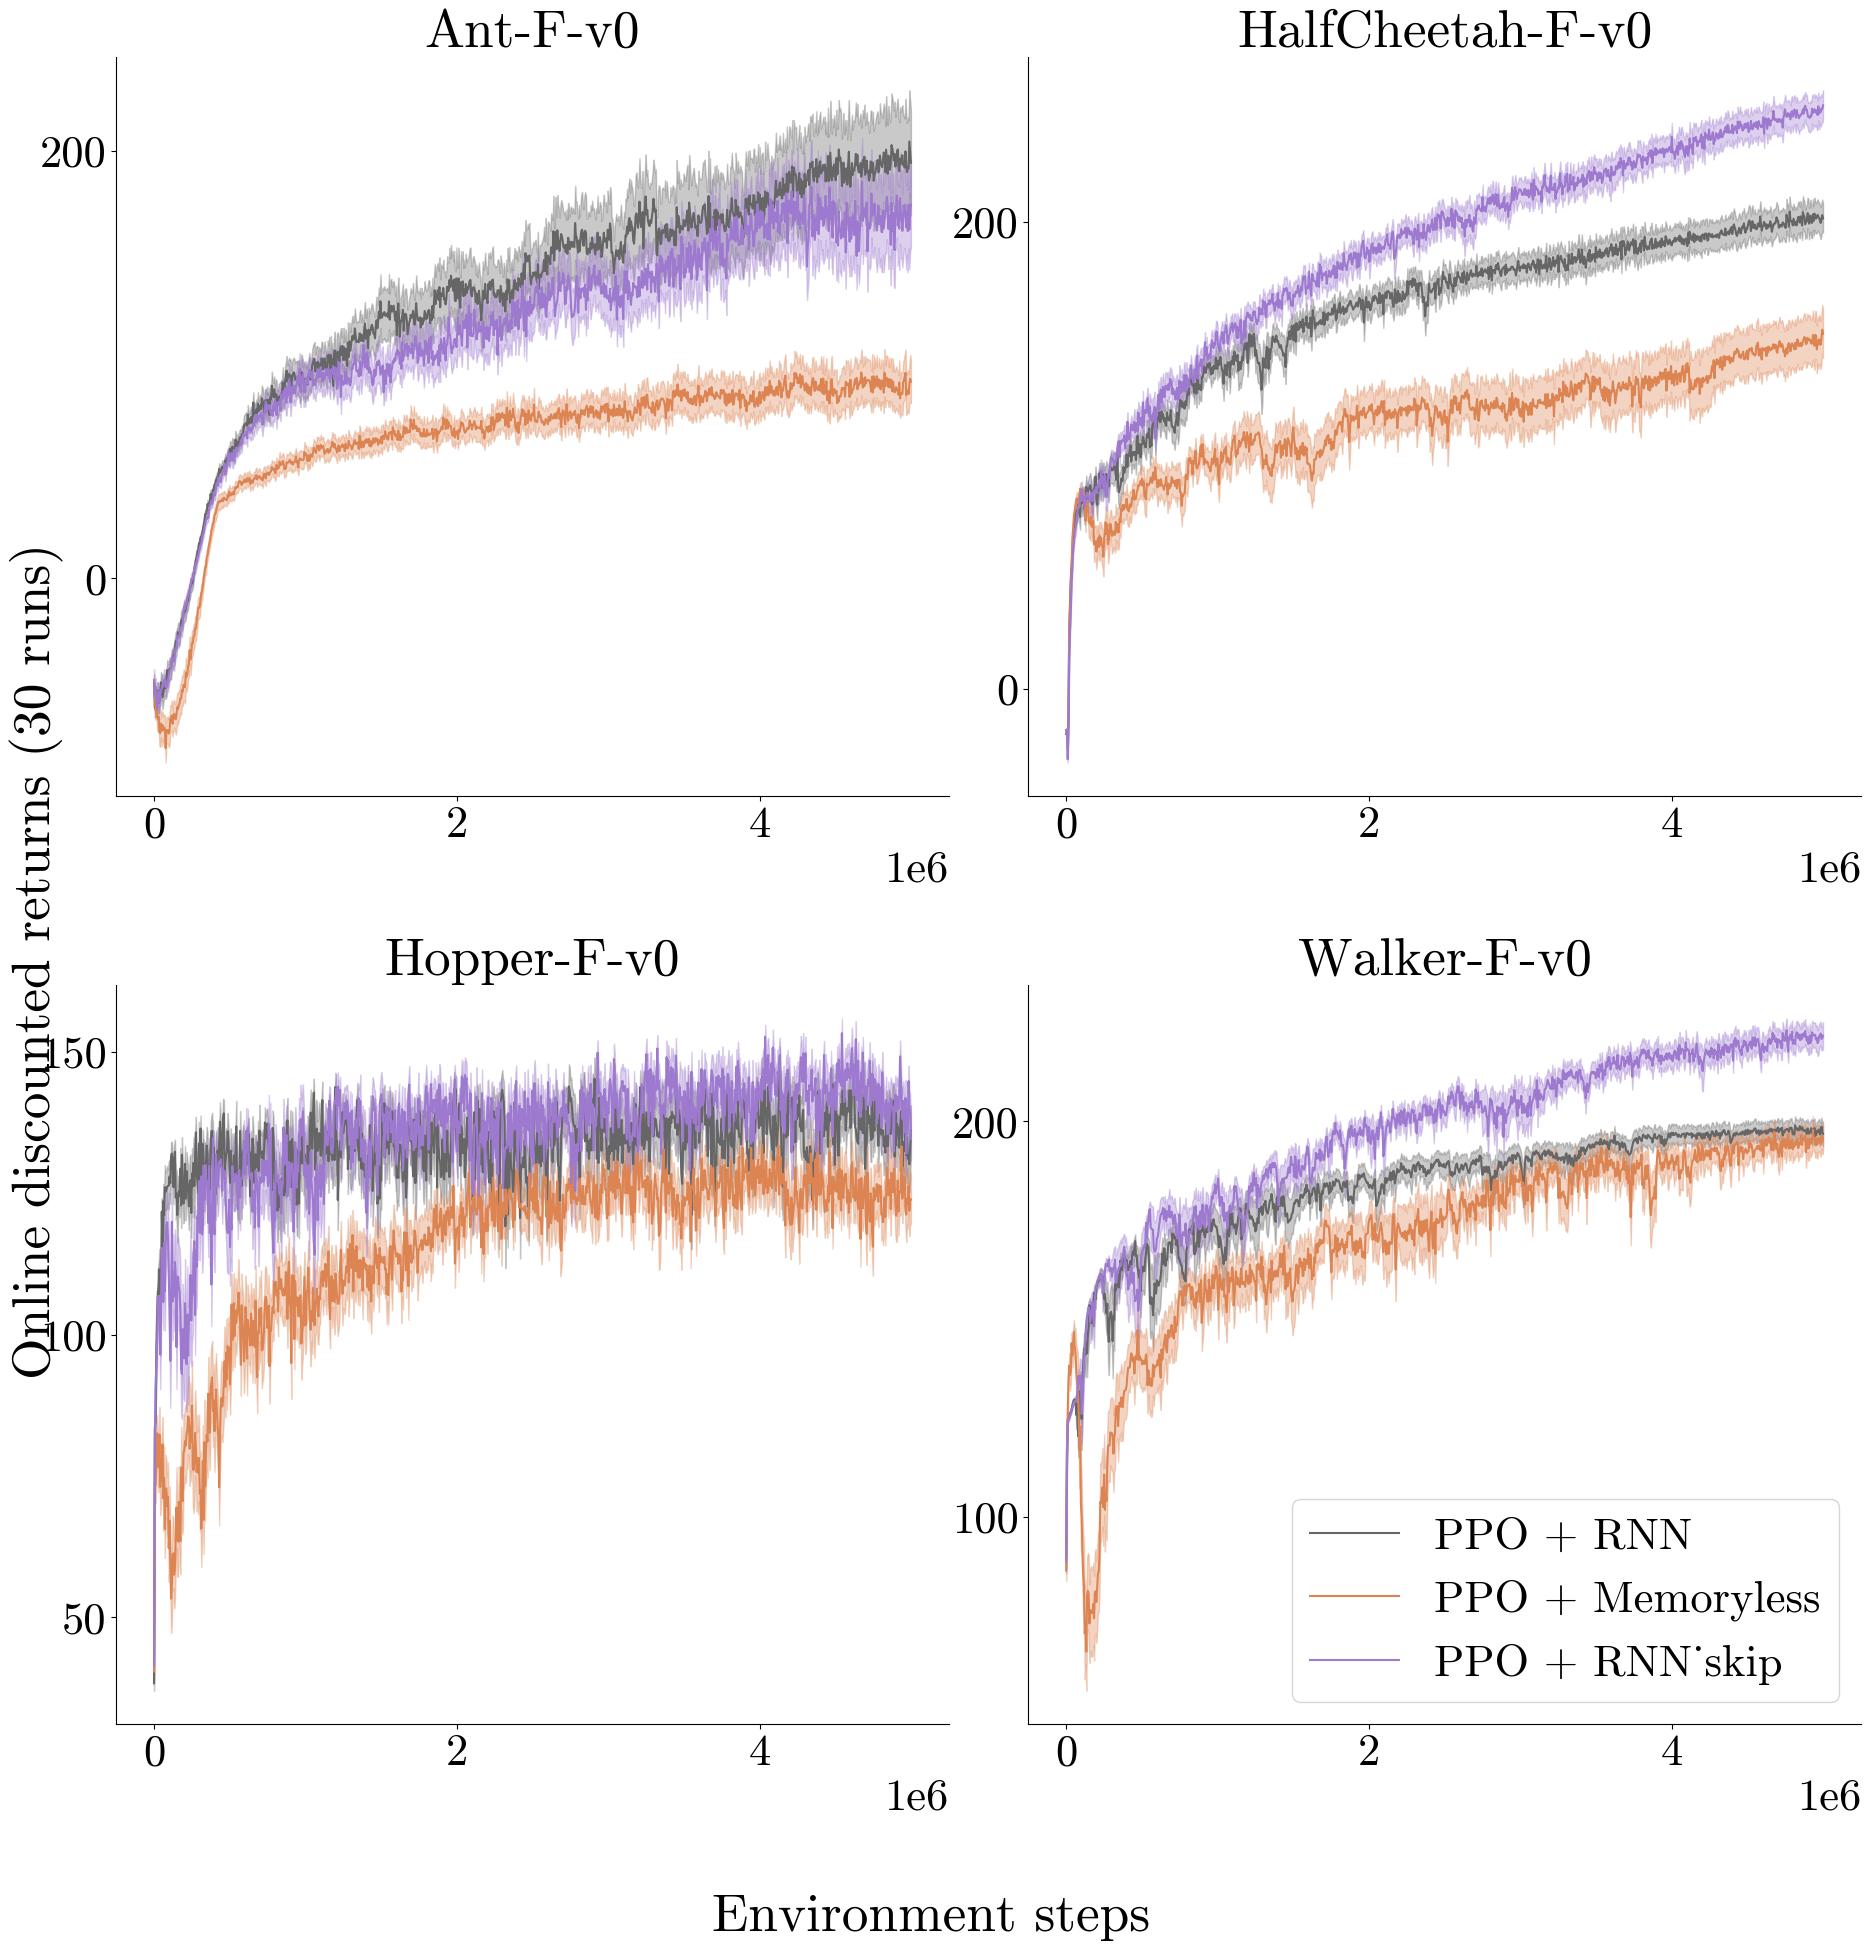 Ant-F-v0
200
0
0 2 4
1e6
HalfCheetah-F-v0
200
0
0 2 4
1e6
Online discounted returns (30 runs)
Hopper-F-v0
150
100
50
0 2 4
1e6
Walker-F-v0
200
100
PPO + RNN
PPO + Memoryless
PPO + RNN˙skip
0 2 4
1e6
Environment steps